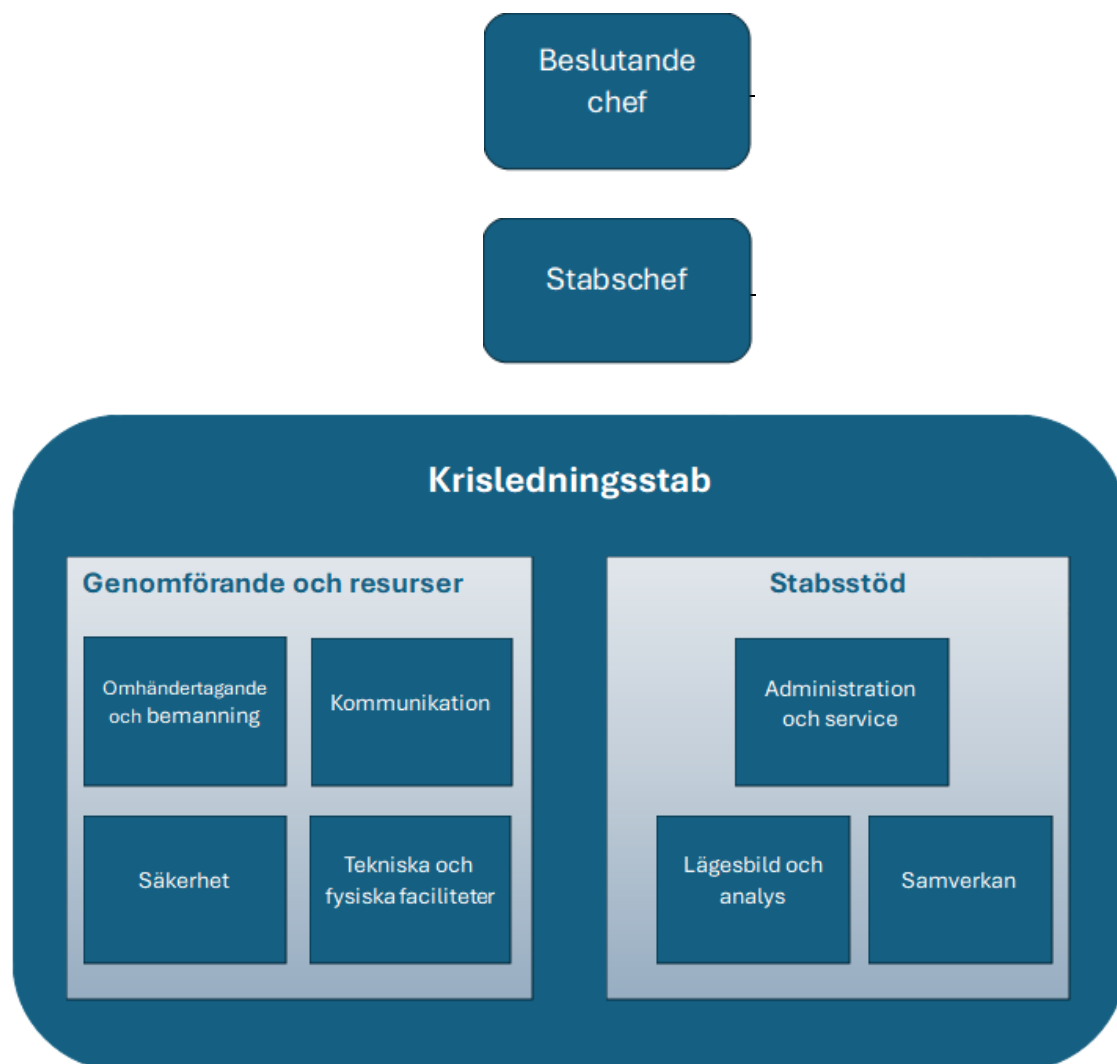 Beslutande
chef
Stabschef
Krisledningsstab
Genomförande och resurser
Omhändertagande
och bemanning
Kommunikation
Säkerhet
Tekniska och
fysiska faciliteter
Stabsstöd
Administration
och service
Lägesbild och
analys
Samverkan